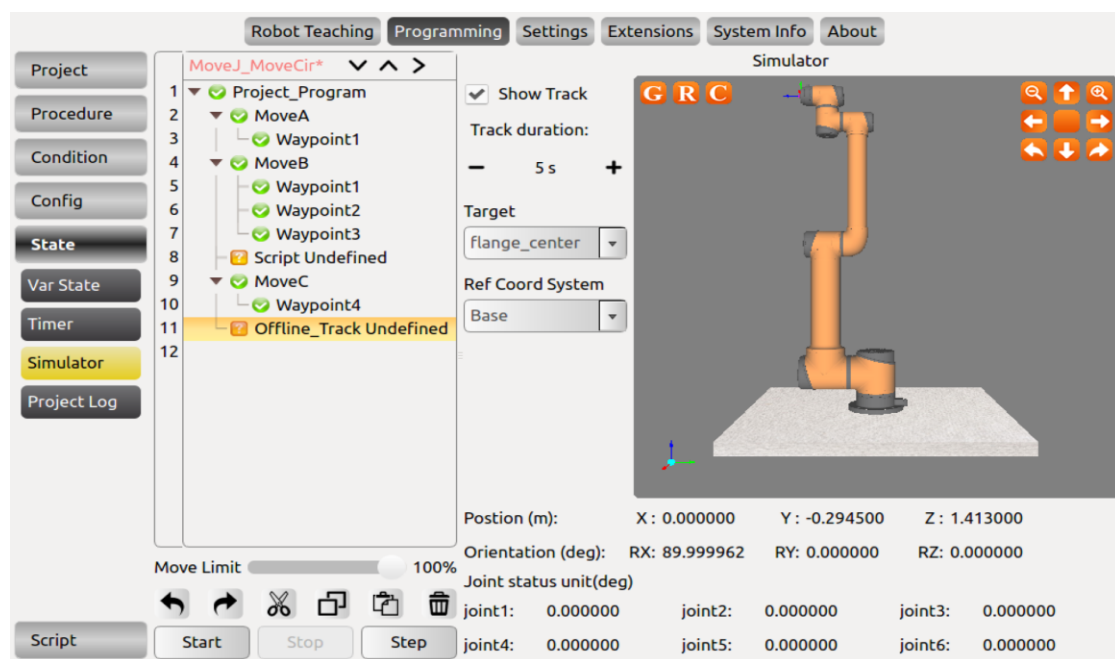 Robot Teaching Programming Settings Extensions System Info About
Project
Procedure
Condition
Config
State
Var State
Timer
Simulator
Project Log
Script
MoveJ_MoveCir*
1 Project_Program
2 MoveA
3 Waypoint1
4 MoveB
5 Waypoint1
6 Waypoint2
7 Waypoint3
8 ? Script Undefined
9 MoveC
10 Waypoint4
11 ? Offline_Track Undefined
12
Move Limit 100%
Start Stop Step
Show Track
Track duration:
− 5 s +
Target
flange_center
Ref Coord System
Base
Simulator
G R C
Postion (m): X : 0.000000 Y : -0.294500 Z : 1.413000
Orientation (deg): RX: 89.999962 RY: 0.000000 RZ: 0.000000
Joint status unit(deg)
joint1: 0.000000 joint2: 0.000000 joint3: 0.000000
joint4: 0.000000 joint5: 0.000000 joint6: 0.000000